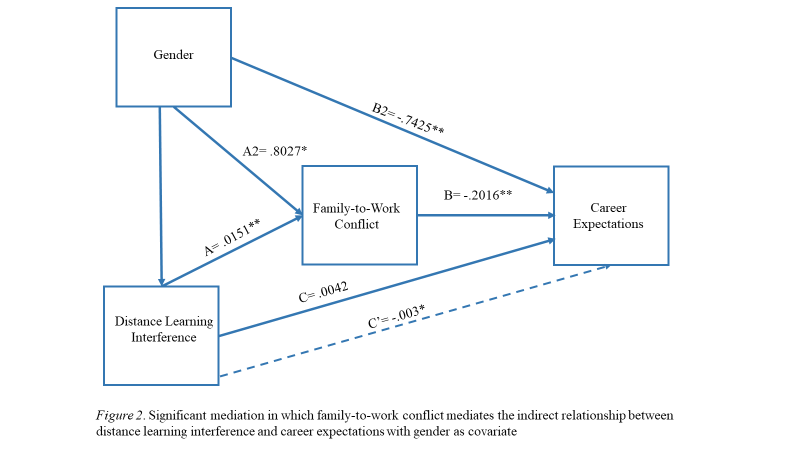 Gender
B2= -.7425**
A2= .8027*
Family-to-Work
Conflict
B= -.2016**
Career
Expectations
A= .0151**
C= .0042
C'= -.003*
Distance Learning
Interference
Figure 2. Significant mediation in which family-to-work conflict mediates the indirect relationship between
distance learning interference and career expectations with gender as covariate